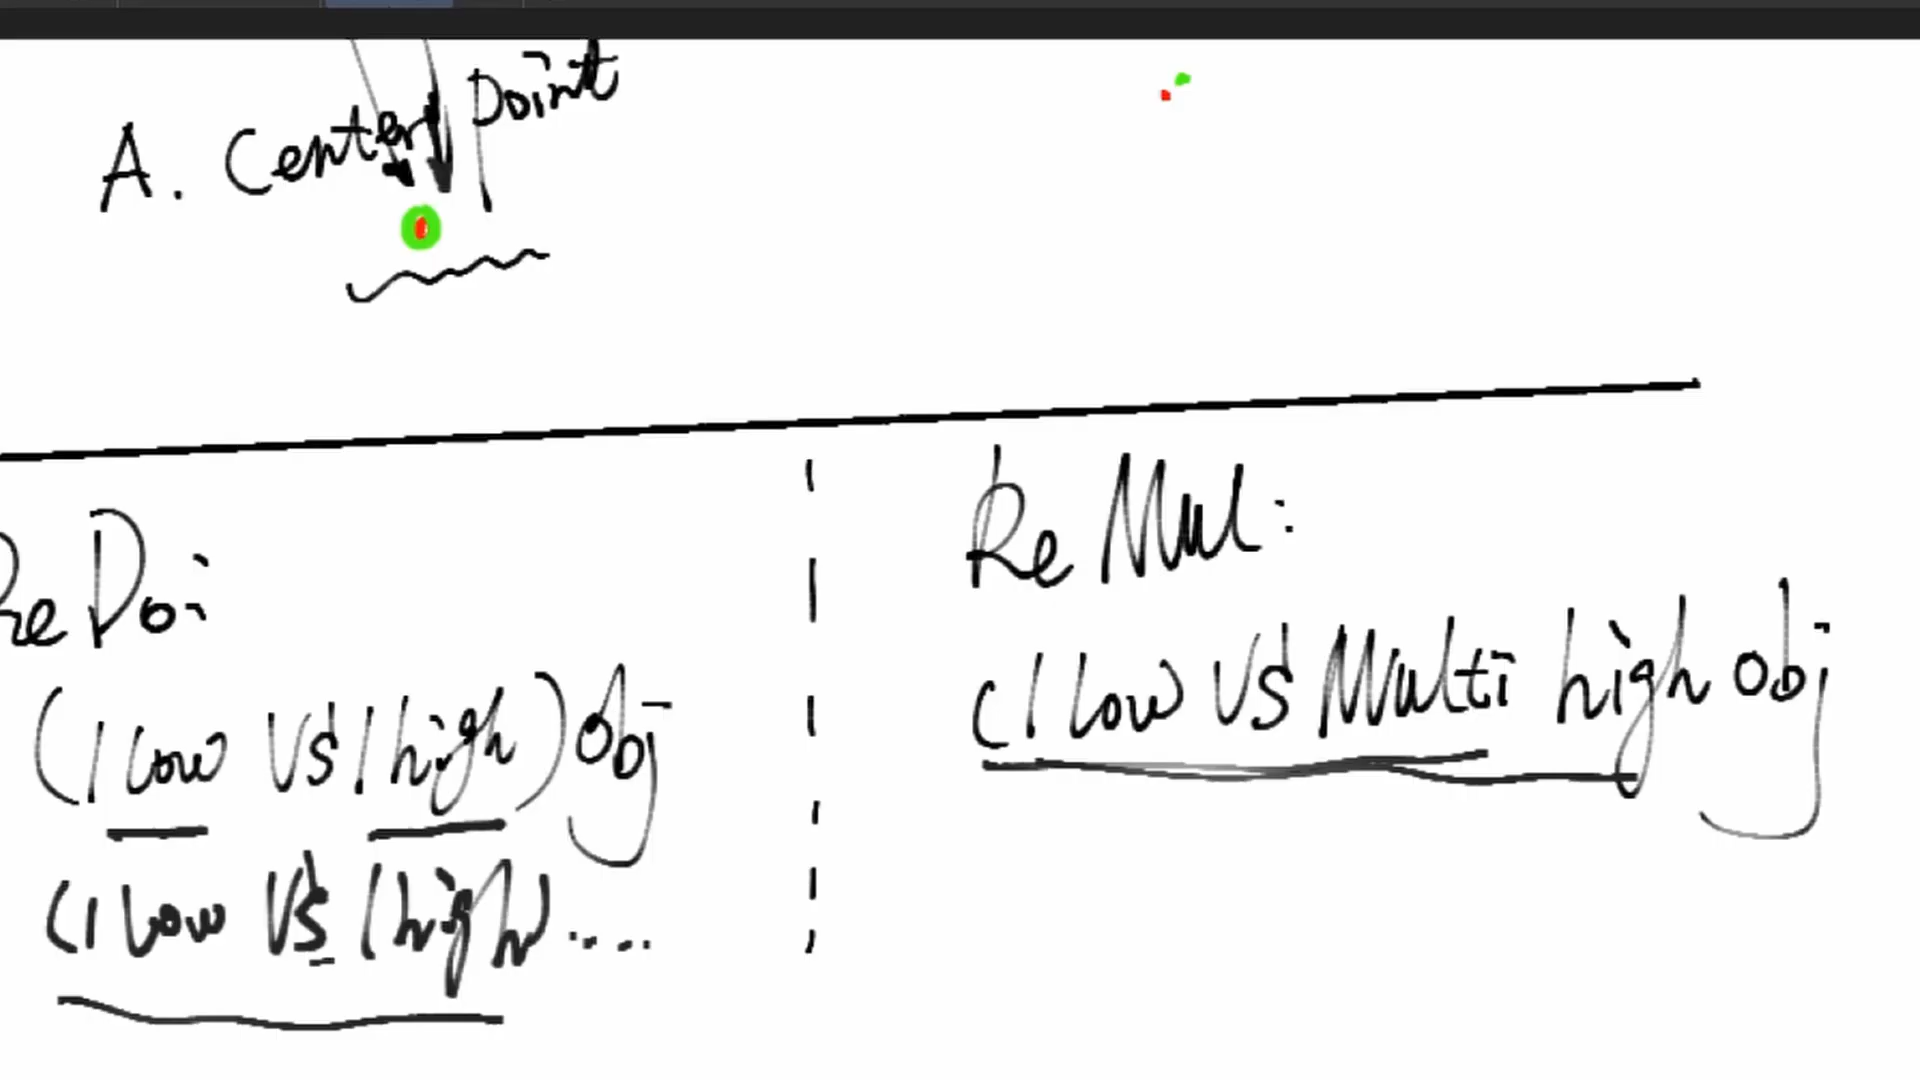 A. Center point
Re Do:
(1 low VS 1 high) Obj
(1 low VS 1 high) ....
Re Mul:
(1 low VS Multi high obj